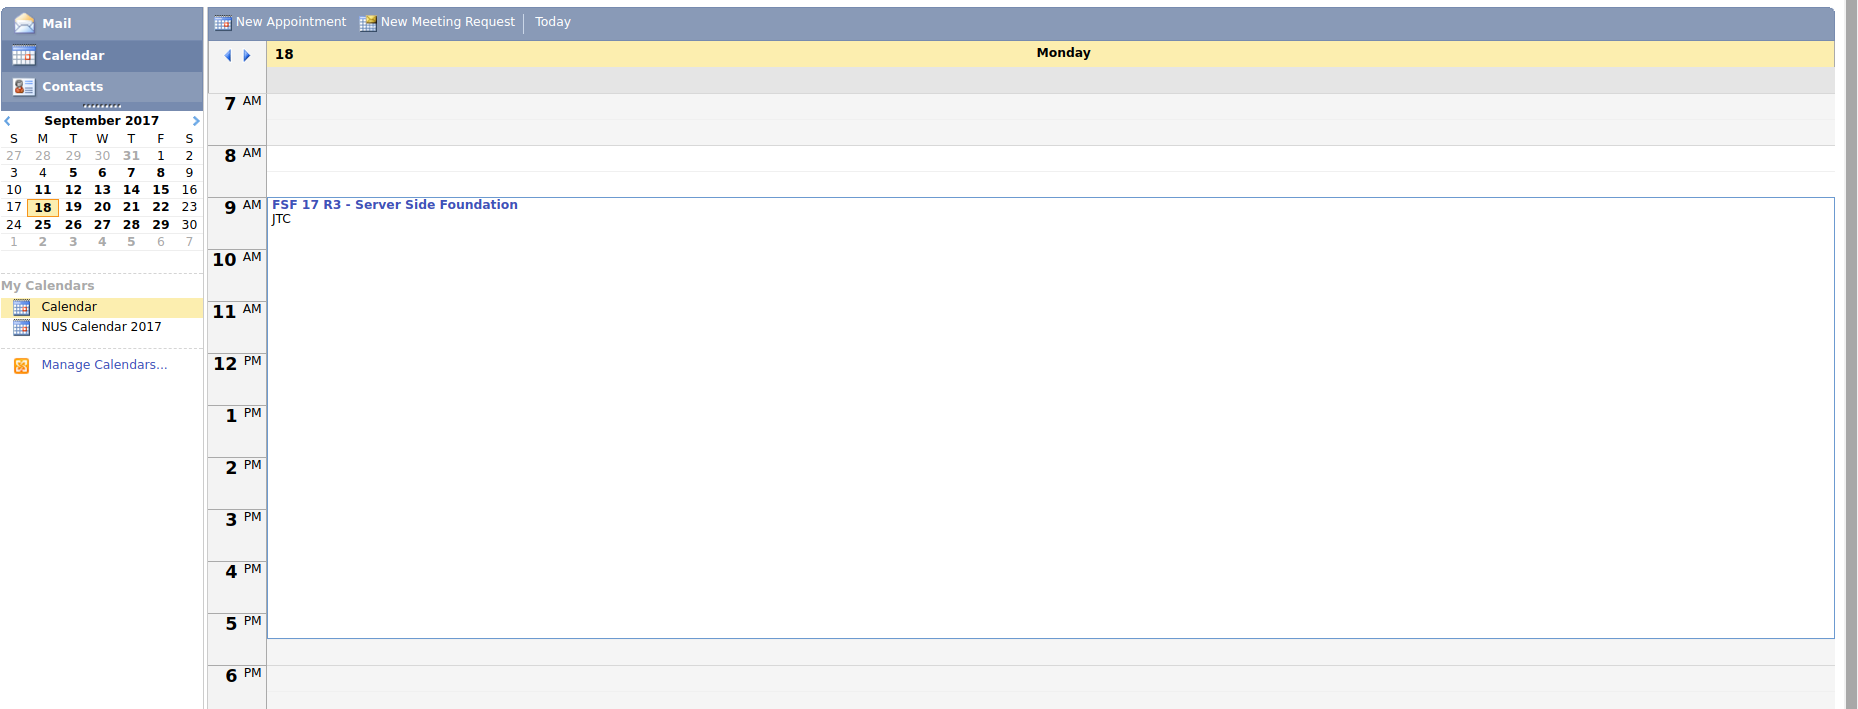 Mail
Calendar
Contacts
September 2017
S M T W T F S
27 28 29 30 31 1 2
3 4 5 6 7 8 9
10 11 12 13 14 15 16
17 18 19 20 21 22 23
24 25 26 27 28 29 30
1 2 3 4 5 6 7
My Calendars
Calendar
NUS Calendar 2017
Manage Calendars...
New Appointment New Meeting Request Today
18 Monday
7 AM
8 AM
9 AM
FSF 17 R3 - Server Side Foundation
JTC
10 AM
11 AM
12 PM
1 PM
2 PM
3 PM
4 PM
5 PM
6 PM